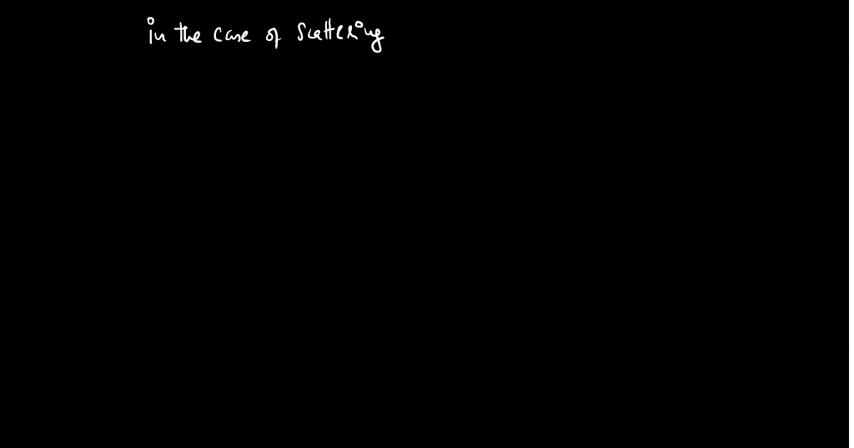 in the case of scattering